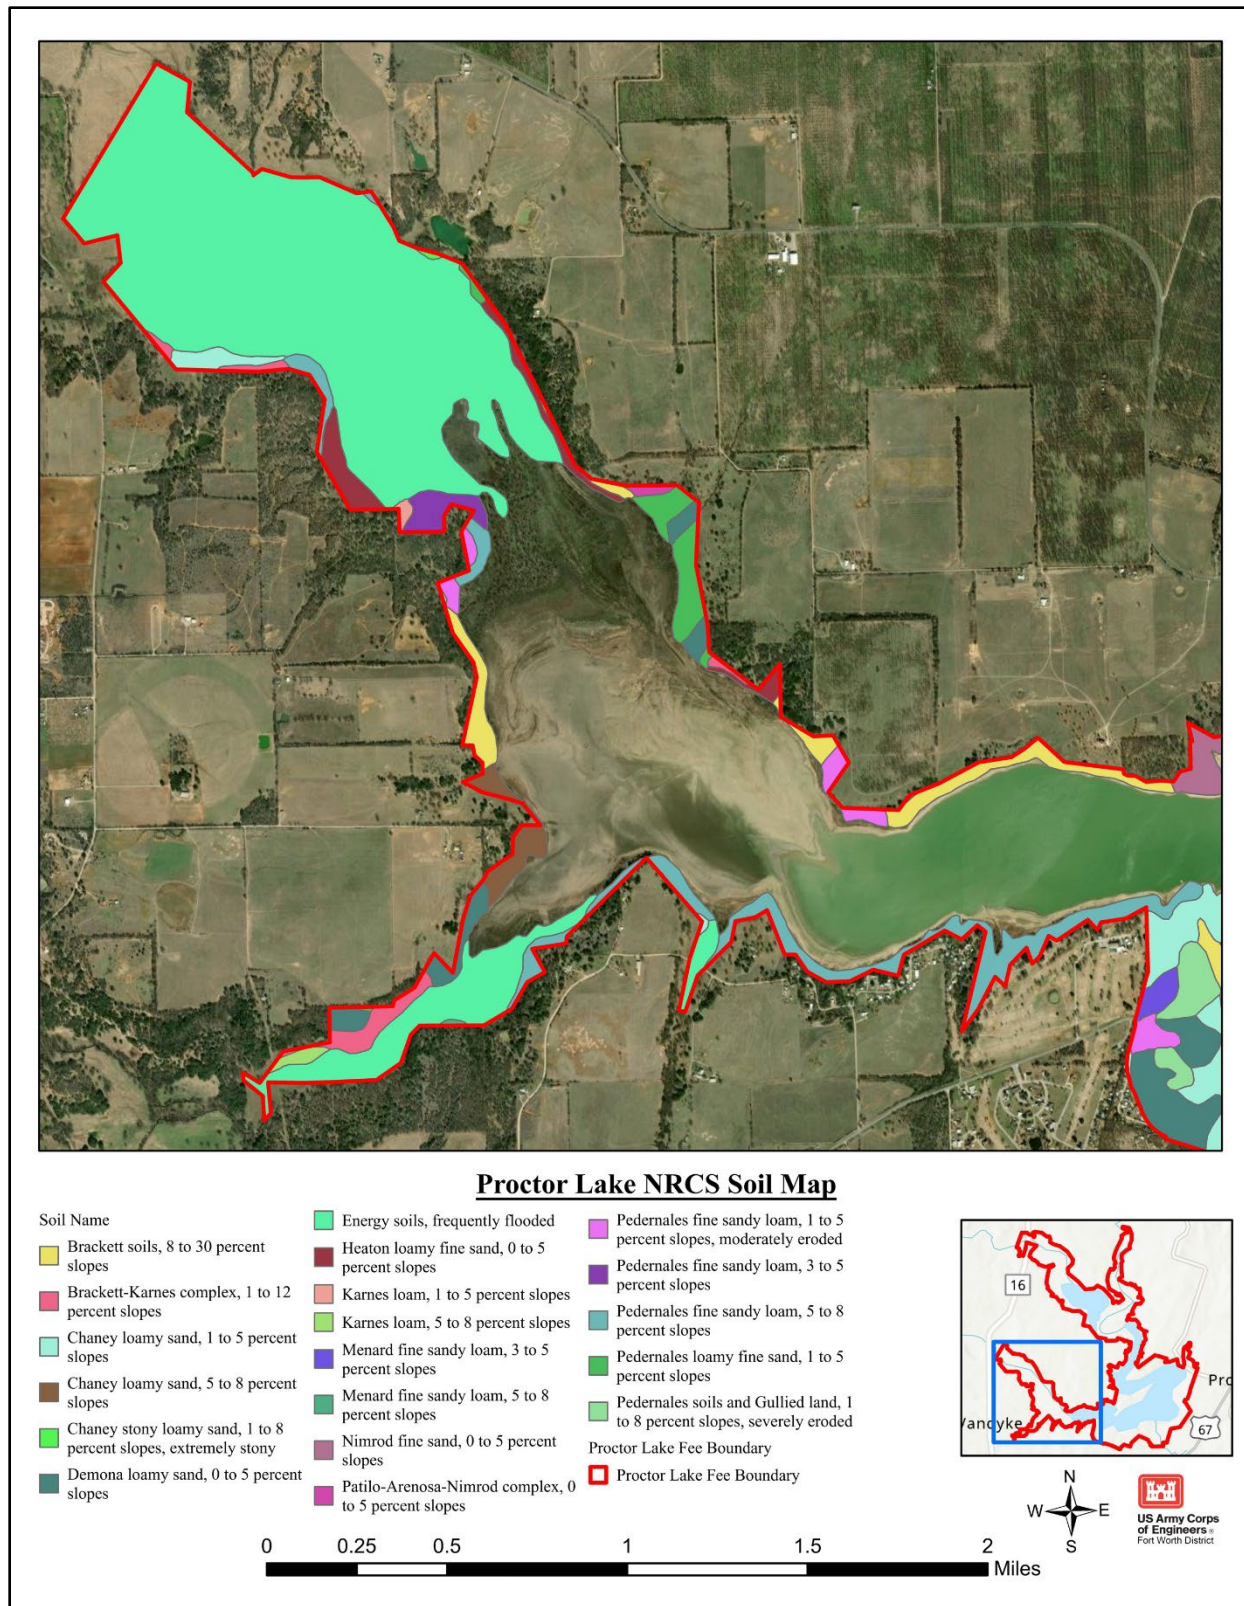 Proctor Lake NRCS Soil Map
Soil Name
Brackett soils, 8 to 30 percent
slopes
Brackett-Karnes complex, 1 to 12
percent slopes
Chaney loamy sand, 1 to 5 percent
slopes
Chaney loamy sand, 5 to 8 percent
slopes
Chaney stony loamy sand, 1 to 8
percent slopes, extremely stony
Demona loamy sand, 0 to 5 percent
slopes
Energy soils, frequently flooded
Heaton loamy fine sand, 0 to 5
percent slopes
Karnes loam, 1 to 5 percent slopes
Karnes loam, 5 to 8 percent slopes
Menard fine sandy loam, 3 to 5
percent slopes
Menard fine sandy loam, 5 to 8
percent slopes
Nimrod fine sand, 0 to 5 percent
slopes
Patilo-Arenosa-Nimrod complex, 0
to 5 percent slopes
Pedernales fine sandy loam, 1 to 5
percent slopes, moderately eroded
Pedernales fine sandy loam, 3 to 5
percent slopes
Pedernales fine sandy loam, 5 to 8
percent slopes
Pedernales loamy fine sand, 1 to 5
percent slopes
Pedernales soils and Gullied land, 1
to 8 percent slopes, severely eroded
Proctor Lake Fee Boundary
Proctor Lake Fee Boundary
16
Pro
Vandyke
67
N
W E
S
US Army Corps
of Engineers ®
Fort Worth District
0 0.25 0.5 1 1.5 2
Miles